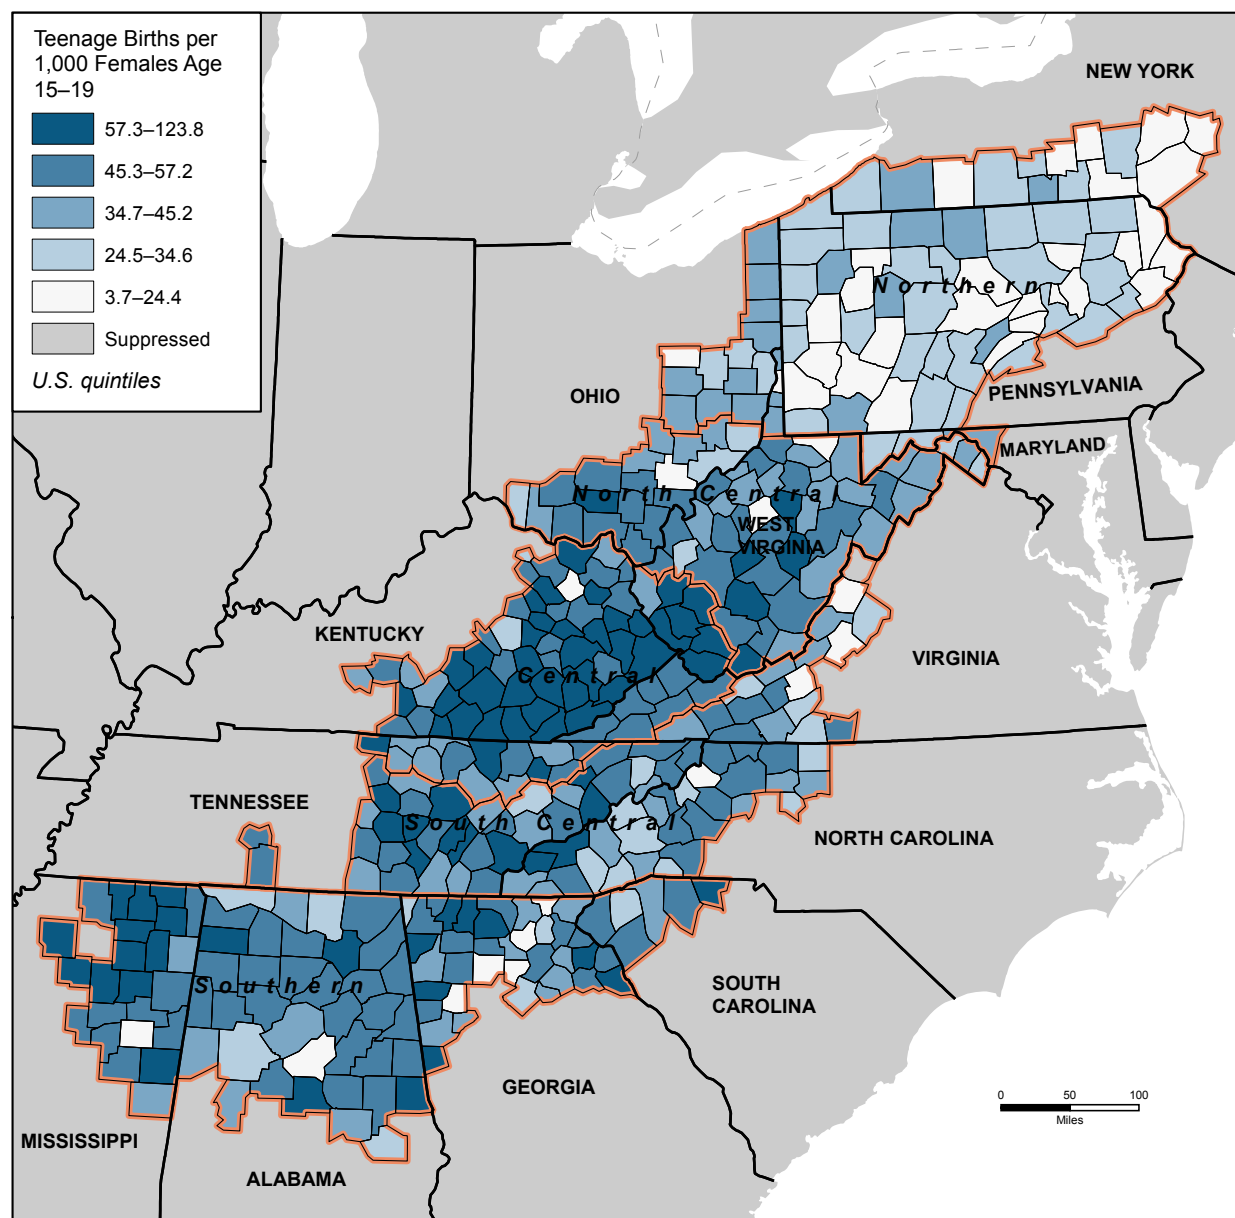 Teenage Births per
1,000 Females Age
15–19
57.3–123.8
45.3–57.2
34.7–45.2
24.5–34.6
3.7–24.4
Suppressed
U.S. quintiles
NEW YORK
Northern
PENNSYLVANIA
OHIO
MARYLAND
North Central
WEST
VIRGINIA
KENTUCKY
VIRGINIA
Central
TENNESSEE
South Central
NORTH CAROLINA
Southern
SOUTH
CAROLINA
GEORGIA
0 50 100
Miles
MISSISSIPPI
ALABAMA